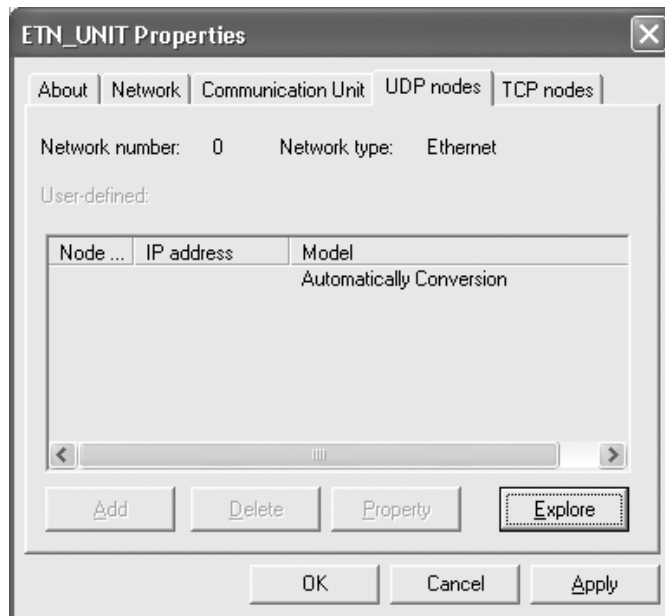 ETN_UNIT Properties
About Network Communication Unit UDP nodes TCP nodes
Network number: 0 Network type: Ethernet
User-defined:
Node ... IP address Model
Automatically Conversion
Add Delete Property Explore
OK Cancel Apply